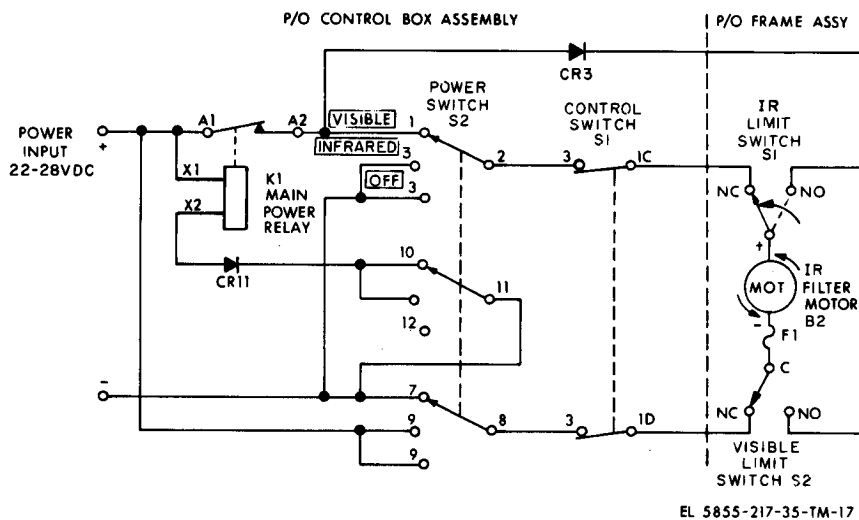 P/O CONTROL BOX ASSEMBLY
P/O FRAME ASSY
CR3
POWER
SWITCH
S2
CONTROL
SWITCH
S1
IR
LIMIT
SWITCH
S1
POWER
INPUT
22-28VDC
+
-
A1
A2
VISIBLE
INFRARED
OFF
1
3
3
2
3
1C
NC
NO
X1
X2
K1
MAIN
POWER
RELAY
CR11
10
11
12
+
MOT
-
IR
FILTER
MOTOR
B2
F1
C
7
8
9
9
3
1D
NC
NO
VISIBLE
LIMIT
SWITCH S2
EL 5855-217-35-TM-17